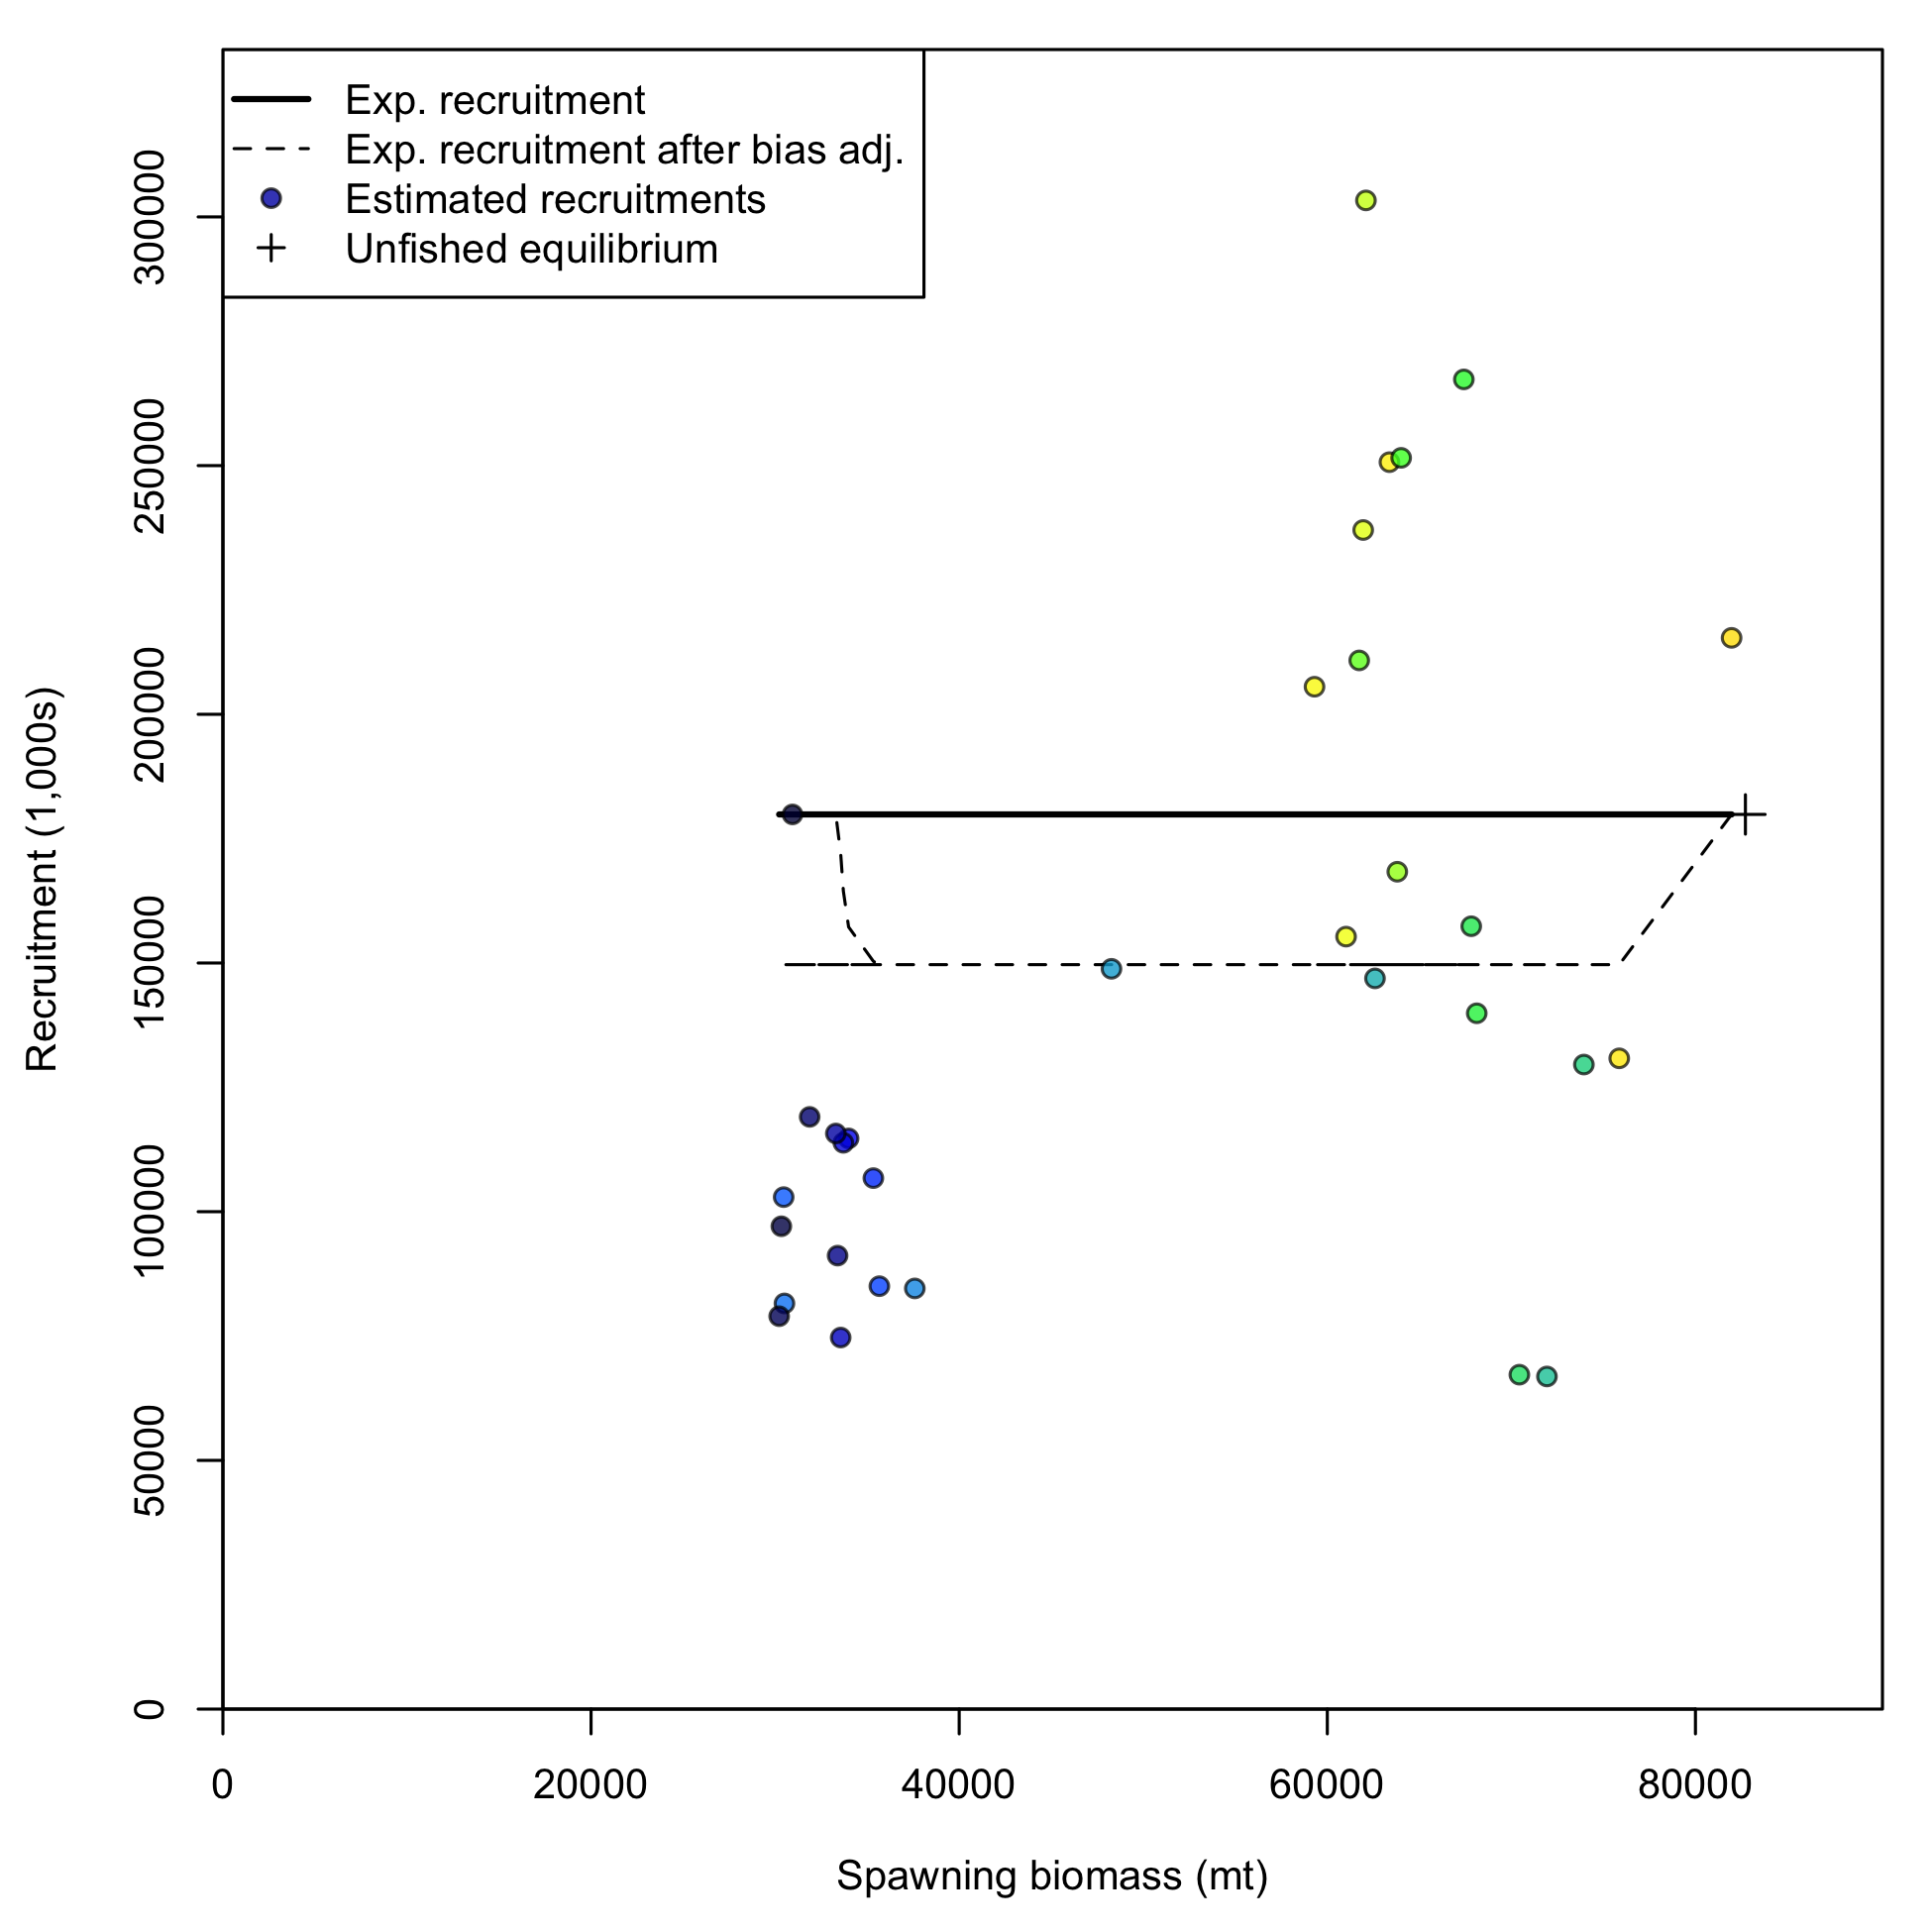 Exp. recruitment
Exp. recruitment after bias adj.
Estimated recruitments
Unfished equilibrium
Recruitment (1,000s)
300000
250000
200000
150000
100000
50000
0
0 20000 40000 60000 80000
Spawning biomass (mt)